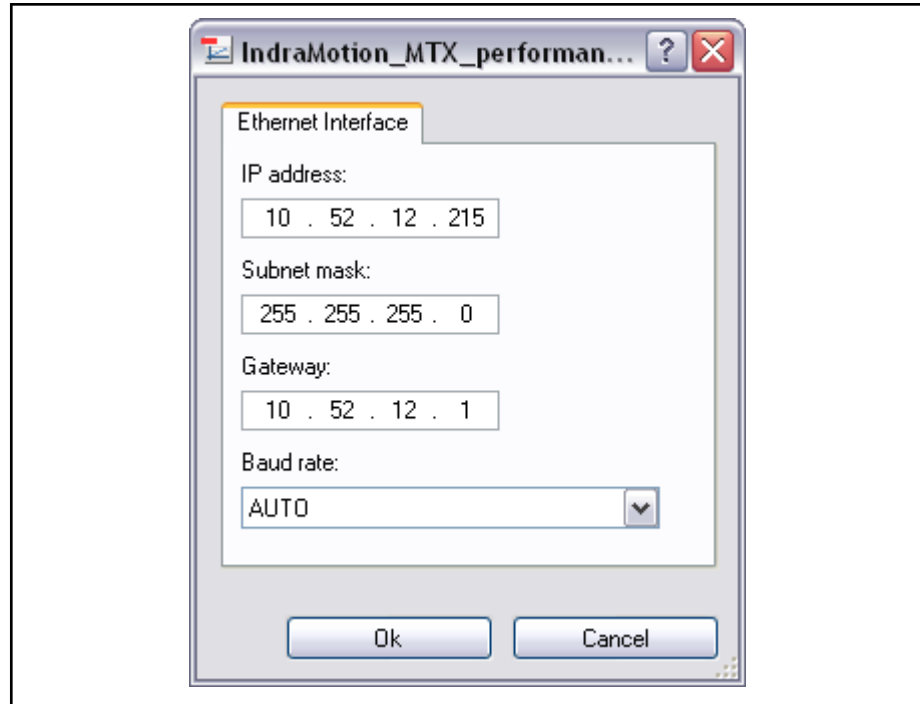 IndraMotion_MTX_performan...
Ethernet Interface
IP address:
10 . 52 . 12 . 215
Subnet mask:
255 . 255 . 255 . 0
Gateway:
10 . 52 . 12 . 1
Baud rate:
AUTO
Ok Cancel